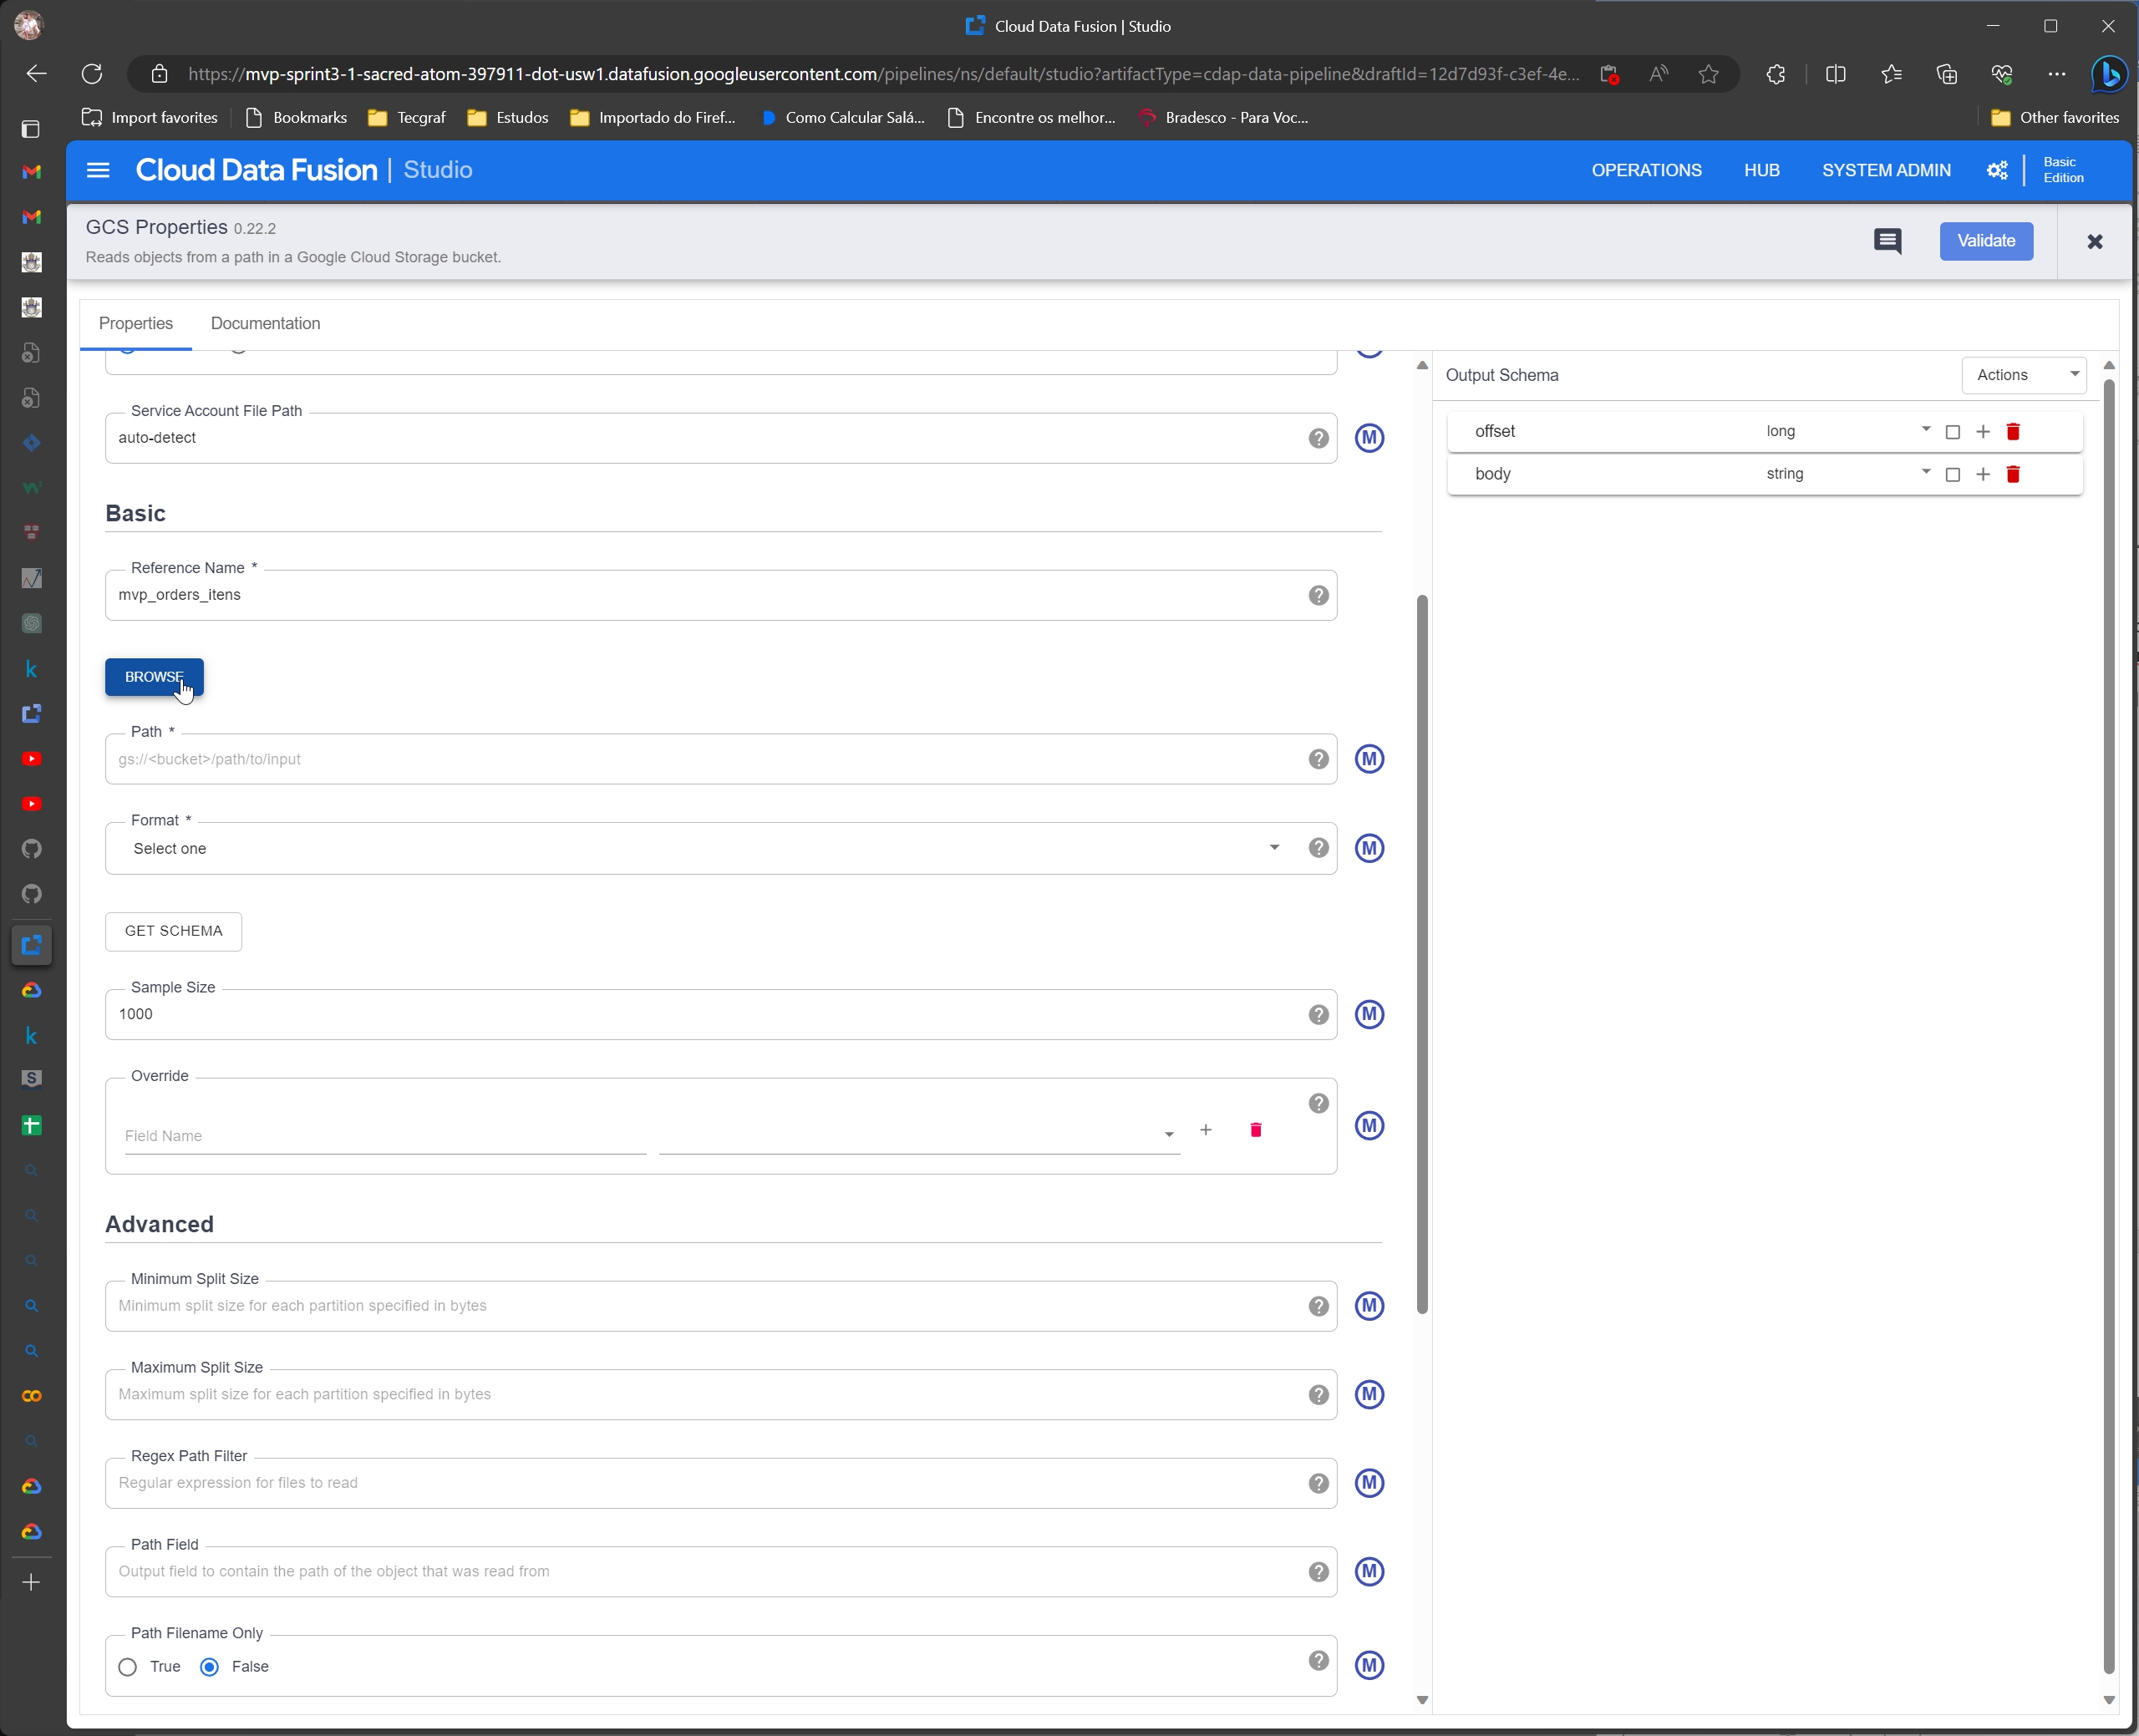 Cloud Data Fusion | Studio
https://mvp-sprint3-1-sacred-atom-397911-dot-usw1.datafusion.googleusercontent.com/pipelines/ns/default/studio?artifactType=cdap-data-pipeline&draftId=12d7d93f-c3ef-4e...
Import favorites Bookmarks Tecgraf Estudos Importado do Firef... Como Calcular Salá... Encontre os melhor... Bradesco - Para Voc... Other favorites
Cloud Data Fusion | Studio OPERATIONS HUB SYSTEM ADMIN Basic Edition
GCS Properties 0.22.2
Reads objects from a path in a Google Cloud Storage bucket.
Validate
Properties Documentation
Output Schema Actions
offset long
body string
Service Account File Path
auto-detect
M
Basic
Reference Name *
mvp_orders_itens
BROWSE
Path *
gs://<bucket>/path/to/input
M
Format *
Select one
M
GET SCHEMA
Sample Size
1000
M
Override
Field Name
M
Advanced
Minimum Split Size
Minimum split size for each partition specified in bytes
M
Maximum Split Size
Maximum split size for each partition specified in bytes
M
Regex Path Filter
Regular expression for files to read
M
Path Field
Output field to contain the path of the object that was read from
M
Path Filename Only
True False
M